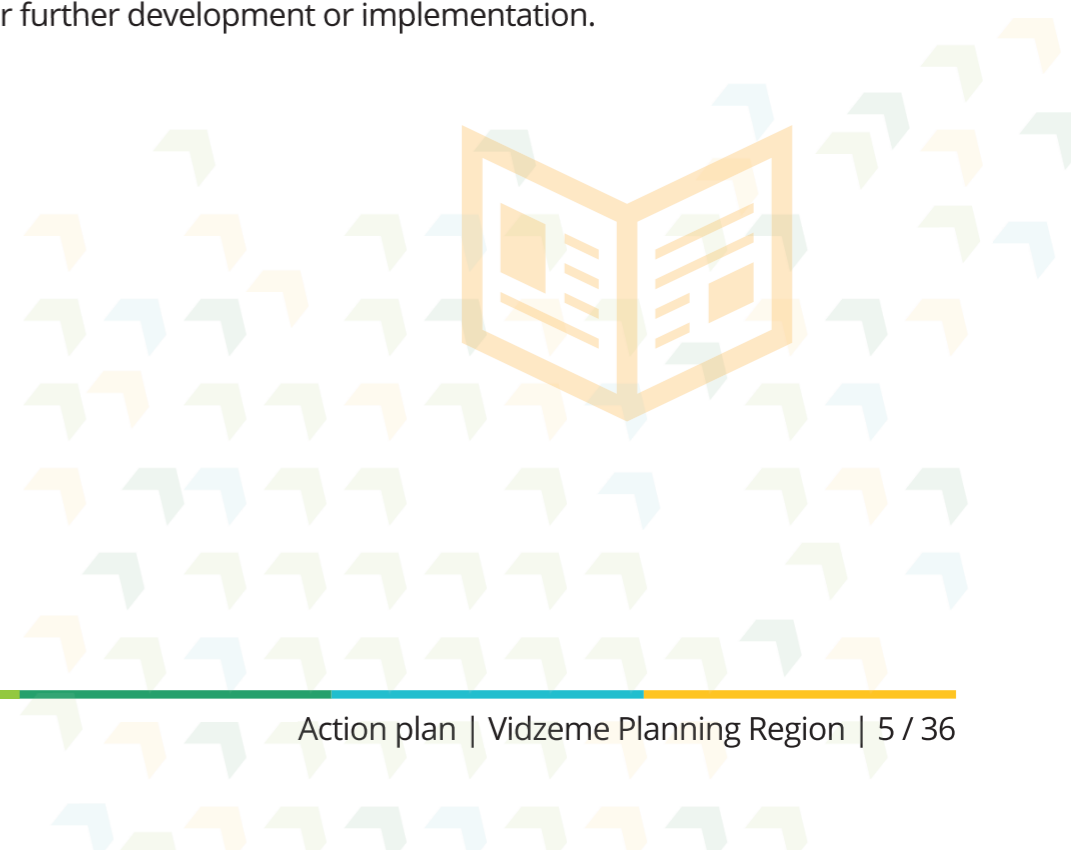 r further development or implementation.
Action plan | Vidzeme Planning Region | 5 / 36